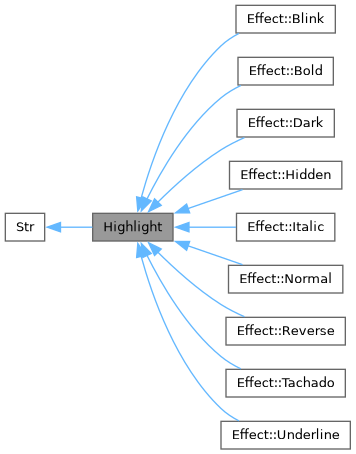 Effect::Blink
Effect::Bold
Effect::Dark
Effect::Hidden
Str
Highlight
Effect::Italic
Effect::Normal
Effect::Reverse
Effect::Tachado
Effect::Underline